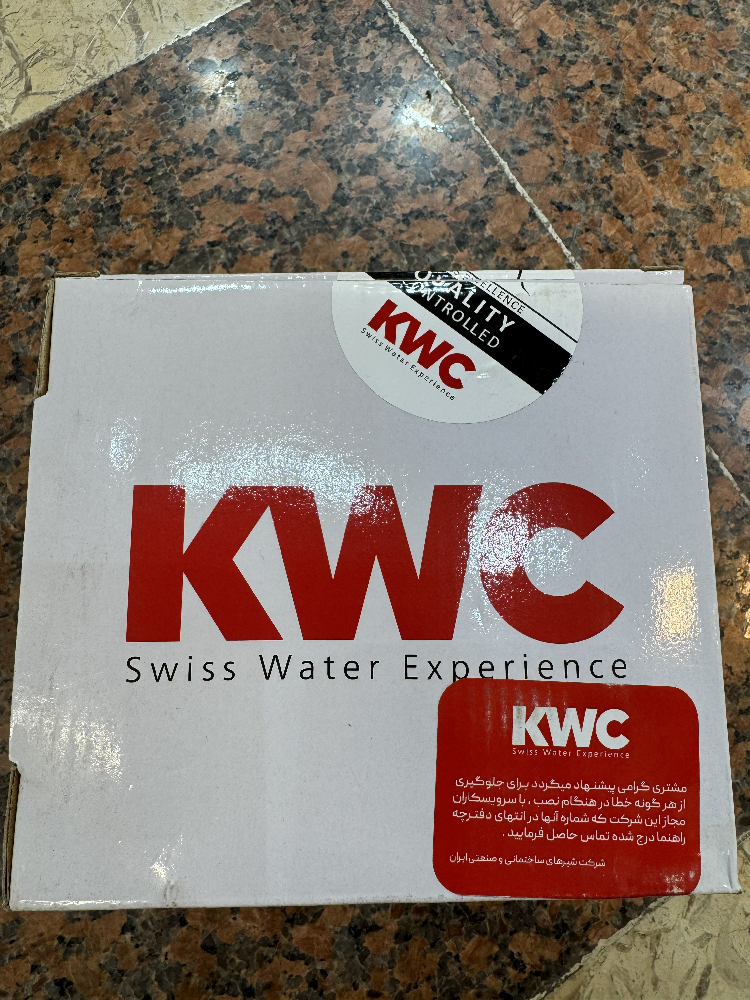 ELLENCE
QUALITY
CONTROLLED
KWC
Swiss Water Experience
KWC
Swiss Water Experience
KWC
Swiss Water Experience
مشتری گرامی پیشنهاد میگردد برای جلوگیری
از هر گونه خطا در هنگام نصب ، با سرویسکاران
مجاز این شرکت که شماره آنها در انتهای دفترچه
راهنما درج شده تماس حاصل فرمایید .
شرکت شیرهای ساختمانی و صنعتی ایران